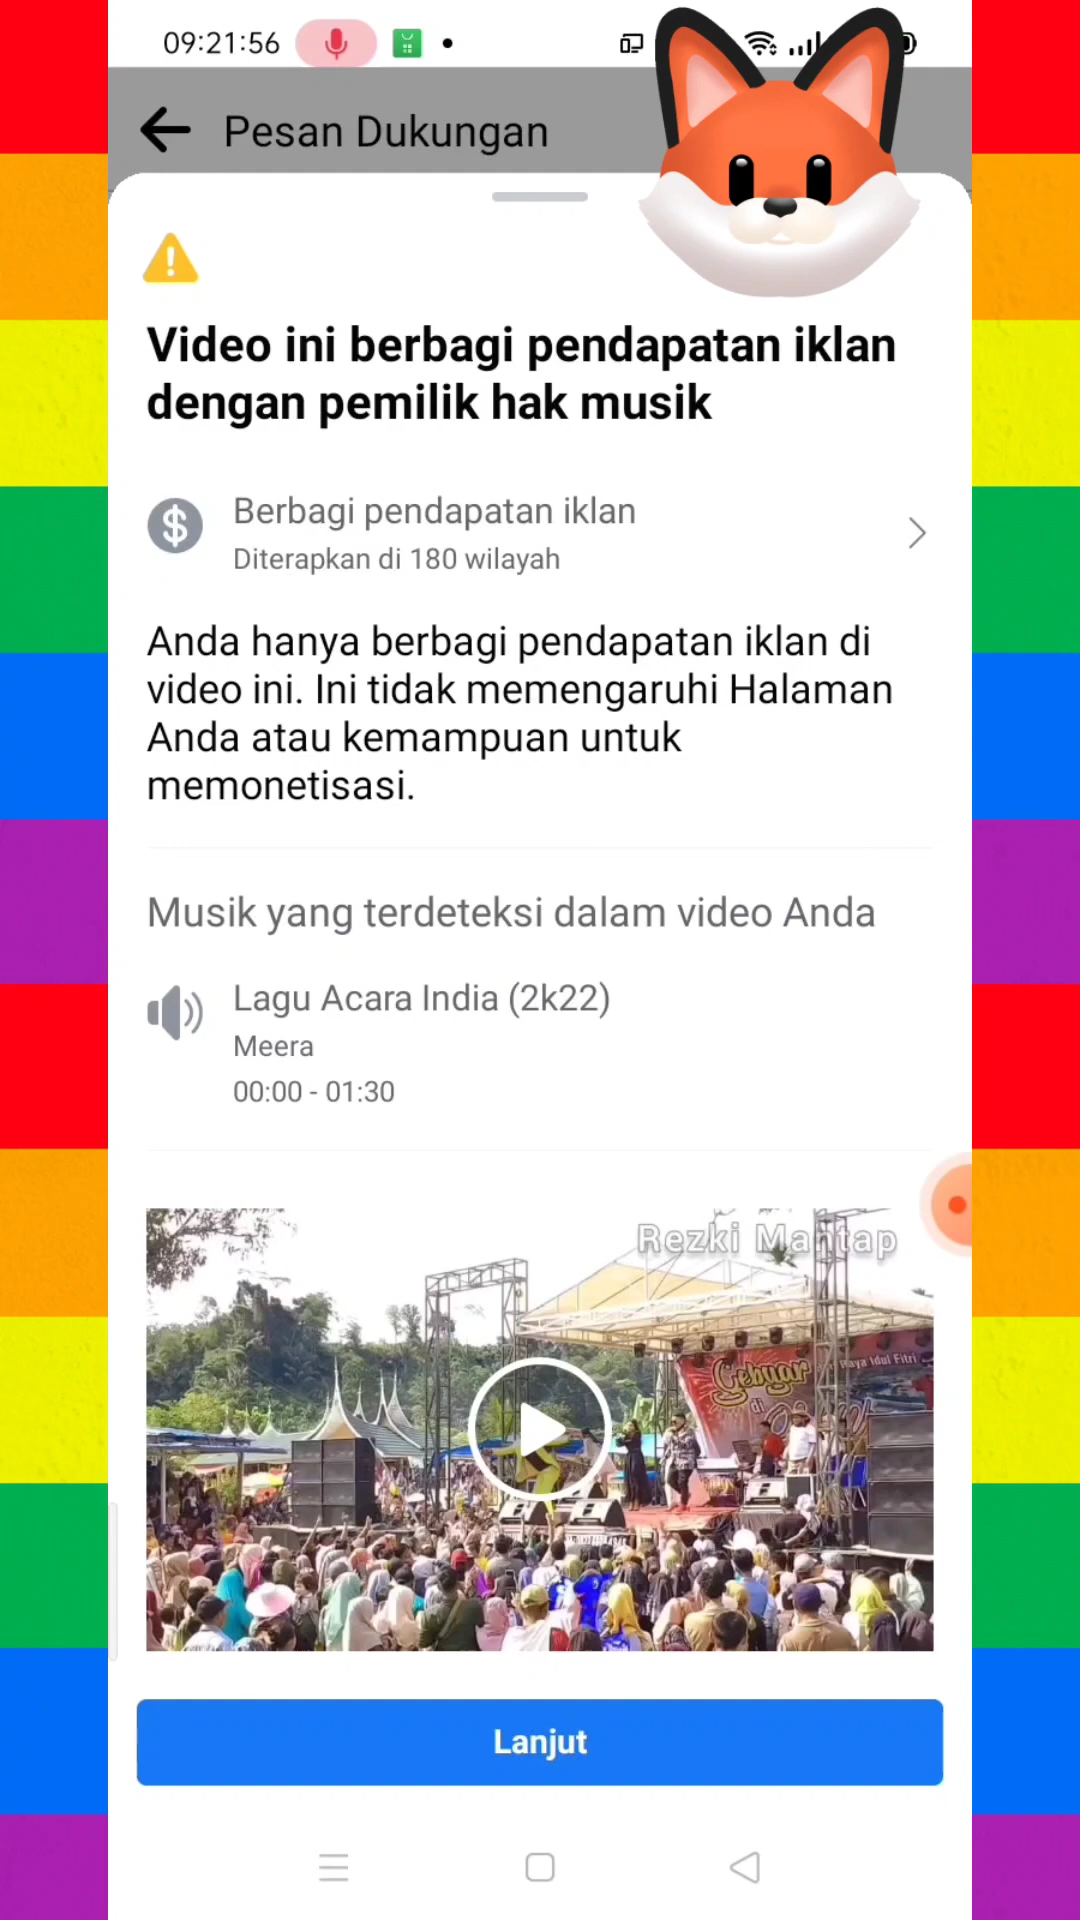 09:21:56
Pesan Dukungan
Video ini berbagi pendapatan iklan
dengan pemilik hak musik
Berbagi pendapatan iklan
Diterapkan di 180 wilayah
Anda hanya berbagi pendapatan iklan di
video ini. Ini tidak memengaruhi Halaman
Anda atau kemampuan untuk
memonetisasi.
Musik yang terdeteksi dalam video Anda
Lagu Acara India (2k22)
Meera
00:00 - 01:30
Rezki Mantap
Raya Idul Fitri
Gebyar
di
Lanjut